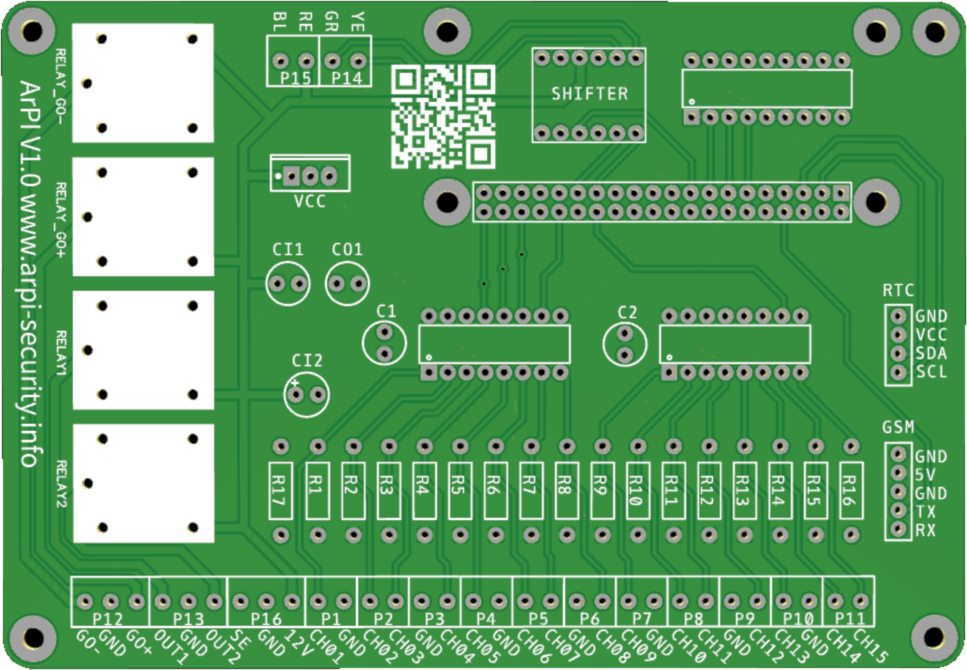 BL RE GR YE
P15 P14
SHIFTER
RELAY_GO-
RELAY_GO+
RELAY1
RELAY2
ArPI V1.0 www.arpi-security.info
VCC
CI1 CO1
C1 C2
CI2
+
RTC
GND
VCC
SDA
SCL
GSM
GND
5V
GND
TX
RX
R17 R1 R2 R3 R4 R5 R6 R7 R8 R9 R10 R11 R12 R13 R14 R15 R16
P12 P13 P16 P1 P2 P3 P4 P5 P6 P7 P8 P9 P10 P11
GO- GND GO+ OUT1 GND OUT2 SE GND 12V CH01 GND CH02 CH03 GND CH04 CH05 GND CH06 CH07 GND CH08 CH09 GND CH10 CH11 GND CH12 CH13 GND CH14 CH15